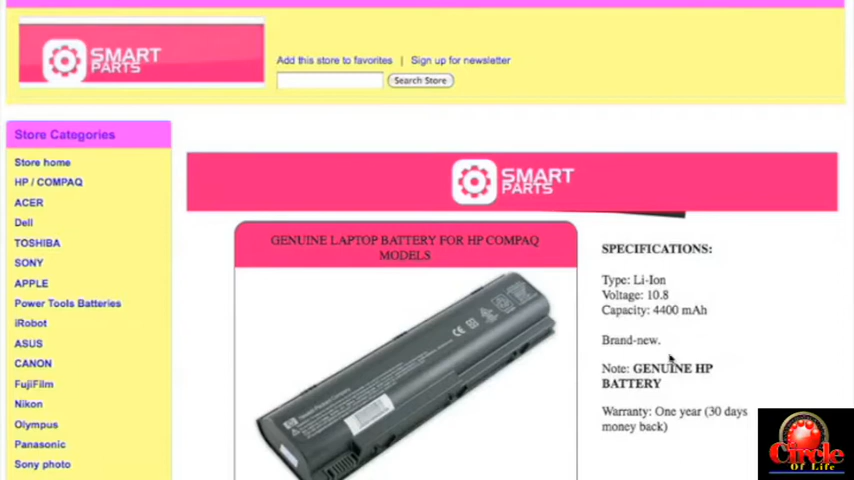 SMART
PARTS
Add this store to favorites | Sign up for newsletter
Search Store
Store Categories
Store home
HP / COMPAQ
ACER
Dell
TOSHIBA
SONY
APPLE
Power Tools Batteries
iRobot
ASUS
CANON
FujiFilm
Nikon
Olympus
Panasonic
Sony photo
SMART
PARTS
GENUINE LAPTOP BATTERY FOR HP COMPAQ
MODELS
SPECIFICATIONS:
Type: Li-Ion
Voltage: 10.8
Capacity: 4400 mAh
Brand-new.
Note: GENUINE HP
BATTERY
Warranty: One year (30 days
money back)
Circle
Of Life